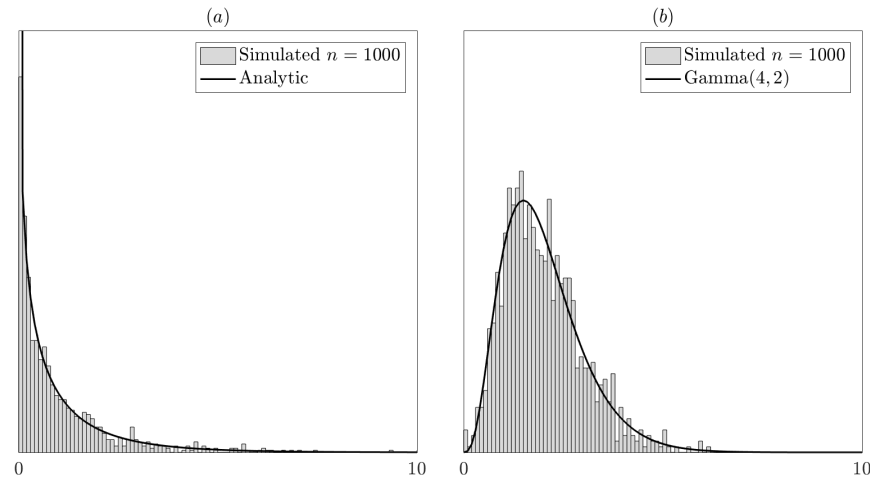 (a)
Simulated n = 1000
Analytic
0 10
(b)
Simulated n = 1000
Gamma(4, 2)
0 10